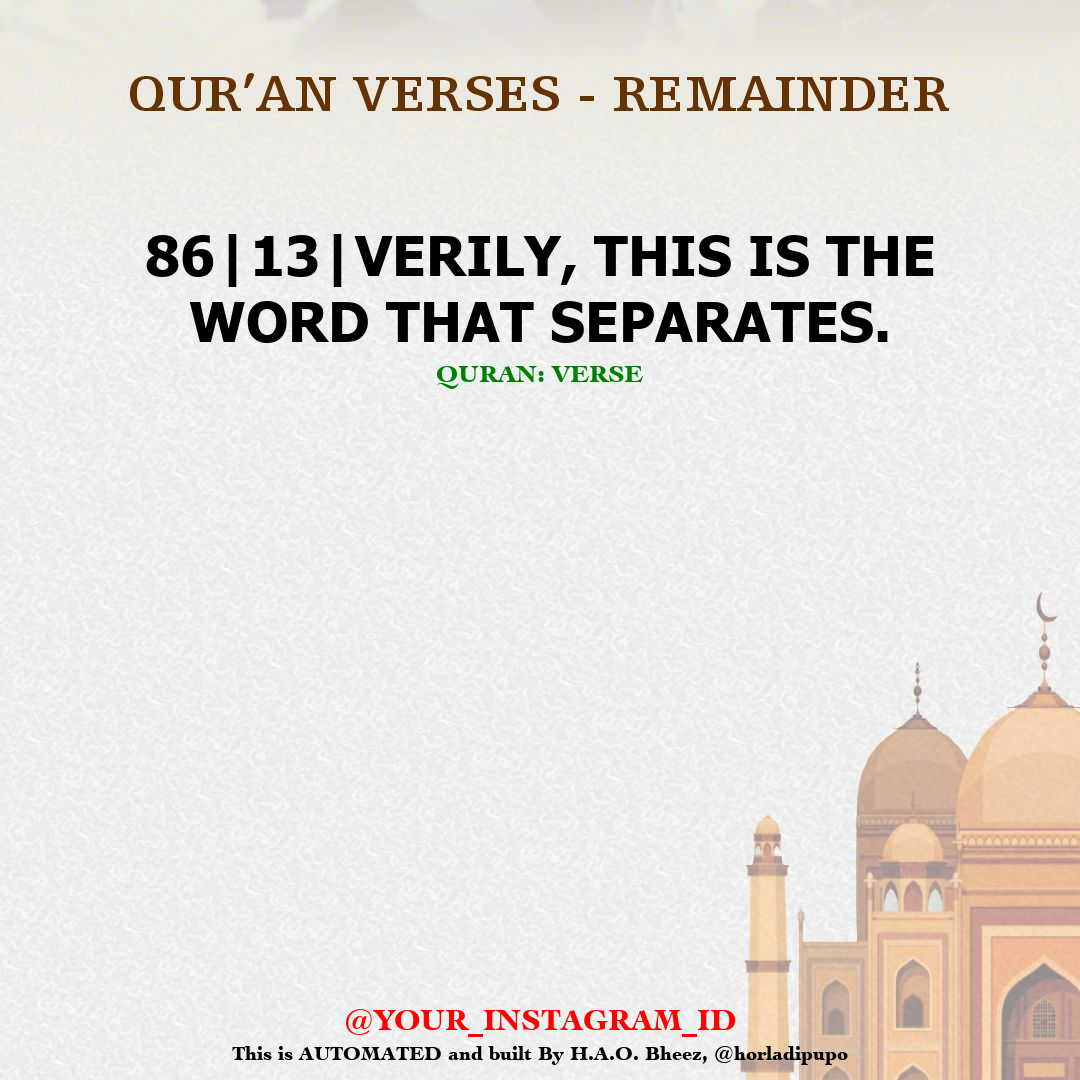 QUR'AN VERSES - REMAINDER
86|13|VERILY, THIS IS THE
WORD THAT SEPARATES.
QURAN: VERSE
@YOUR_INSTAGRAM_ID
This is AUTOMATED and built By H.A.O. Bheez, @horladipupo